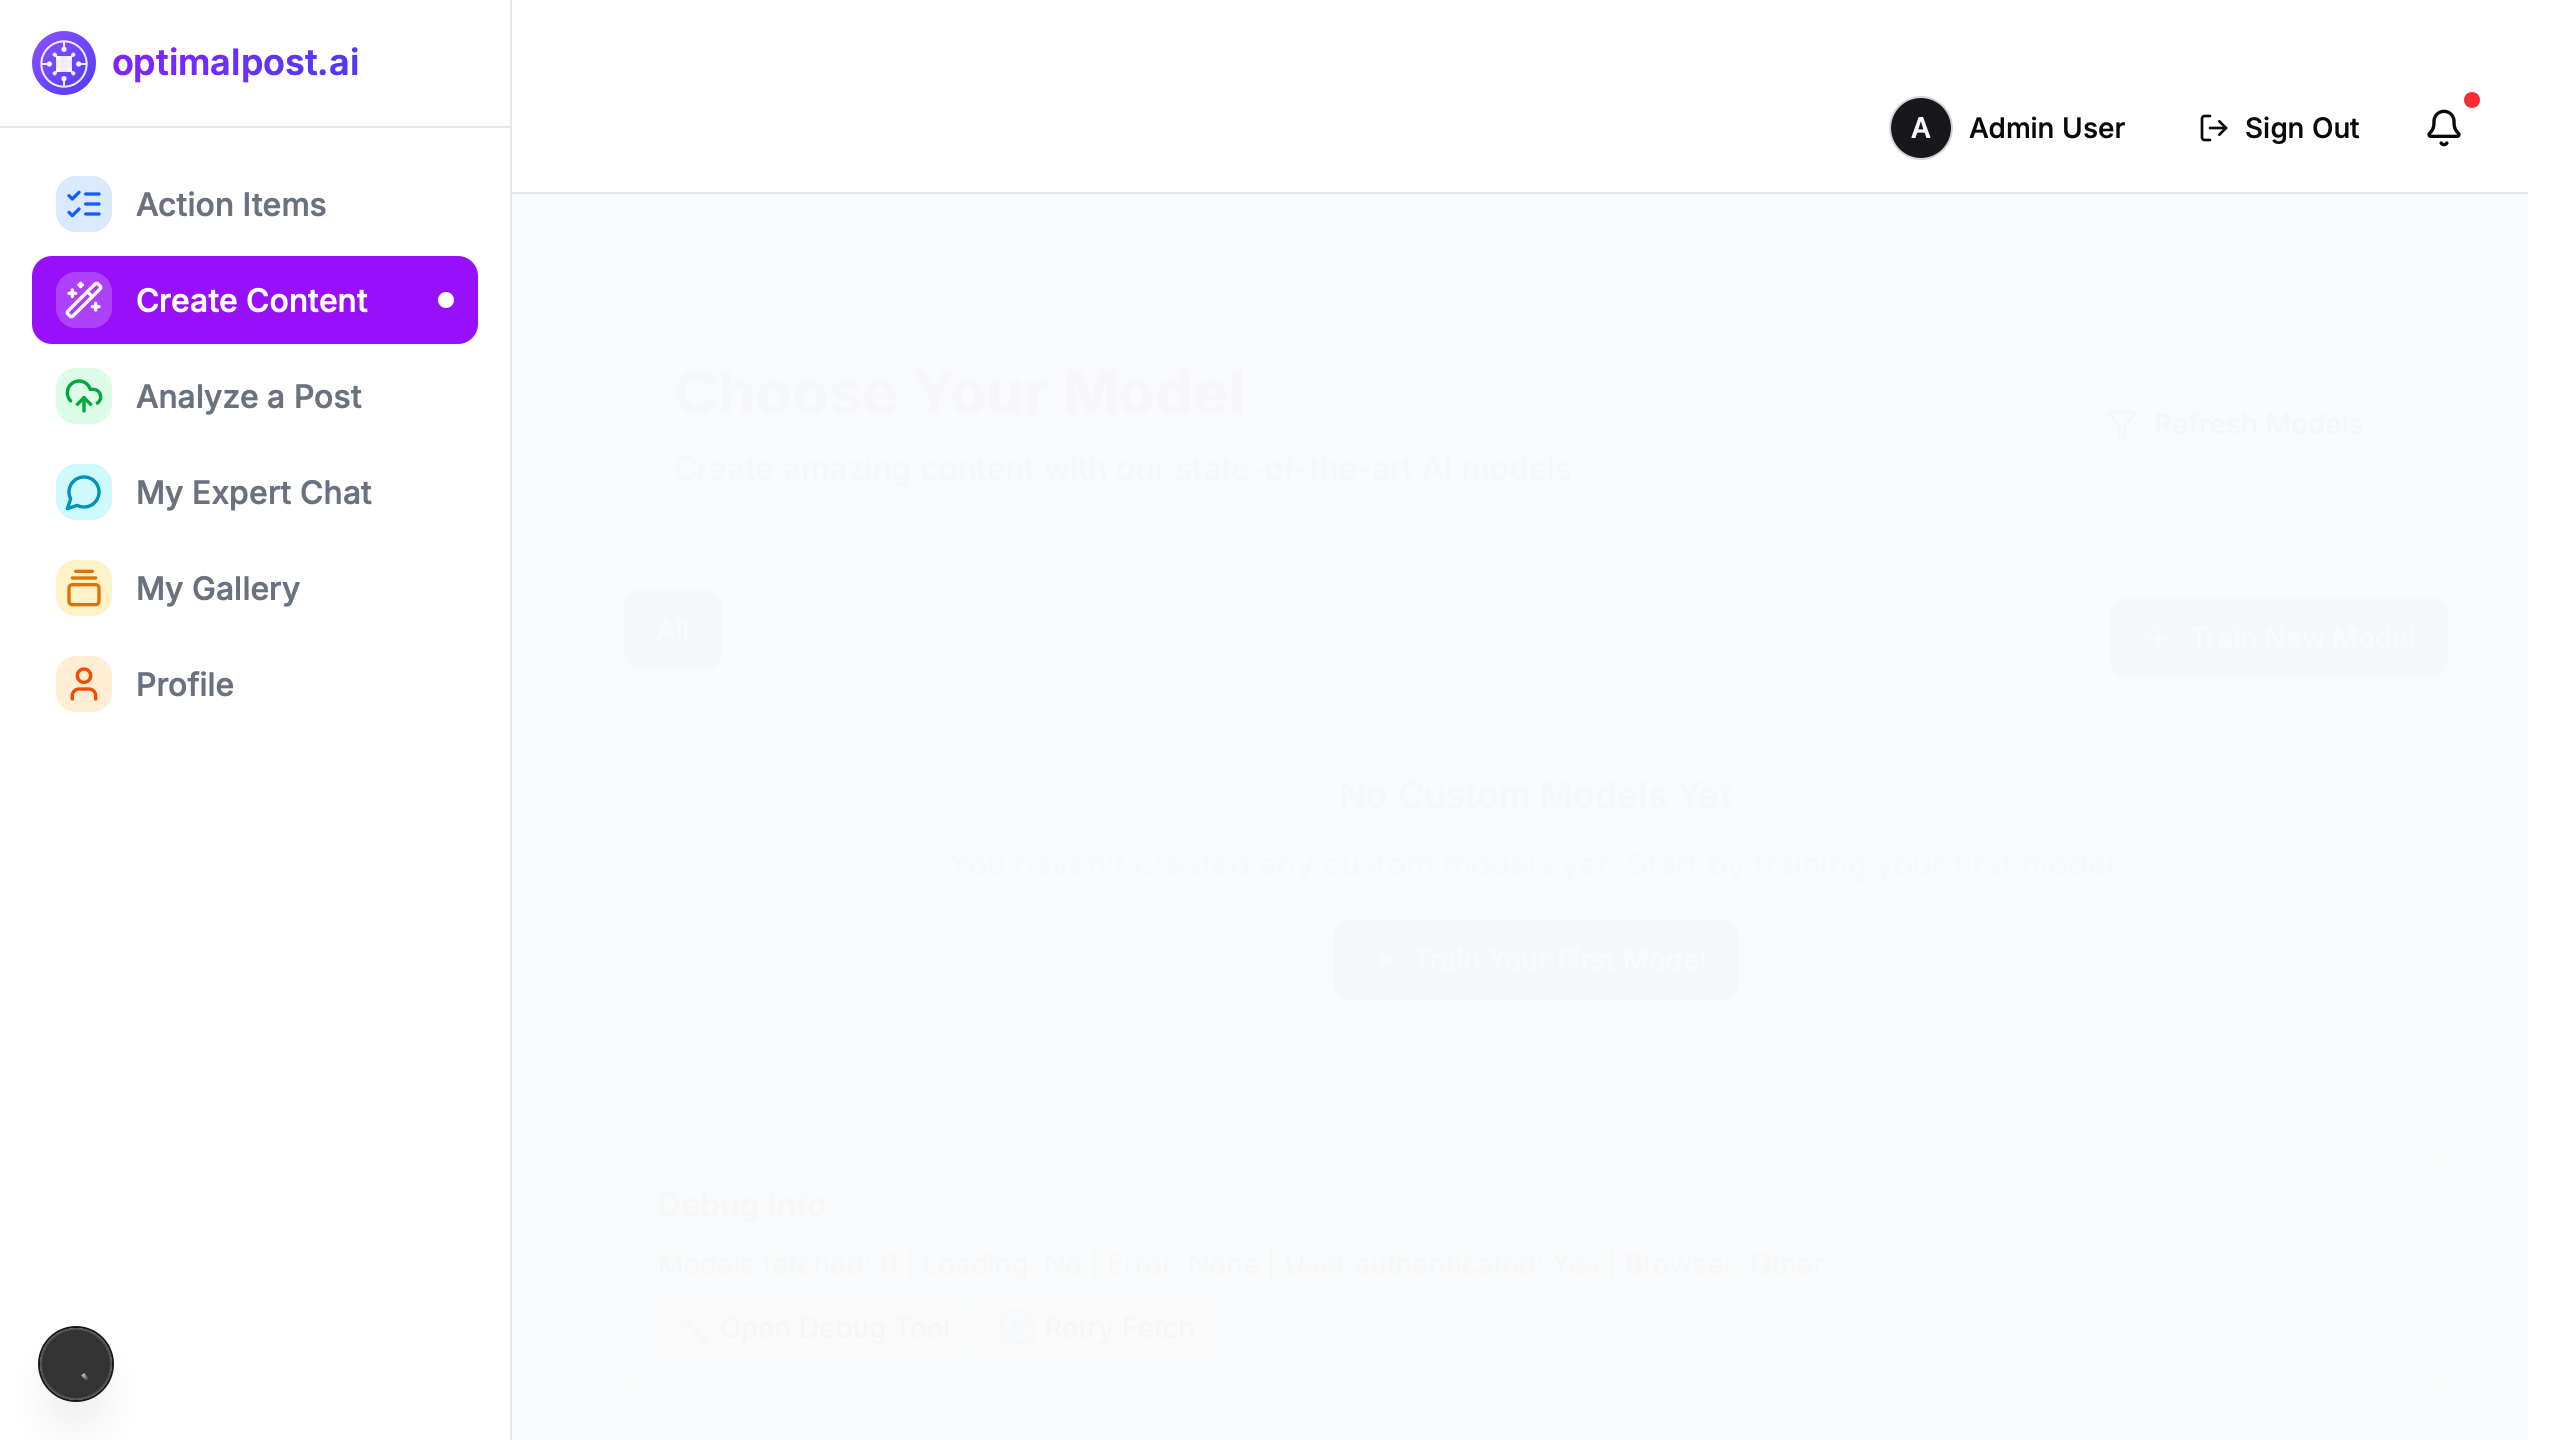 optimalpost.ai
A Admin User Sign Out
Action Items
Create Content
Analyze a Post
My Expert Chat
My Gallery
Profile
Choose Your Model
Refresh Models
Create amazing content with our state-of-the-art AI models
All
Train New Model
No Custom Models Yet
You haven't created any custom models yet. Start by training your first model.
Train Your First Model
Debug Info
Models fetched: 0 | Loading: No | Error: None | User authenticated: Yes | Browser: Other
Open Debug Tool Retry Fetch